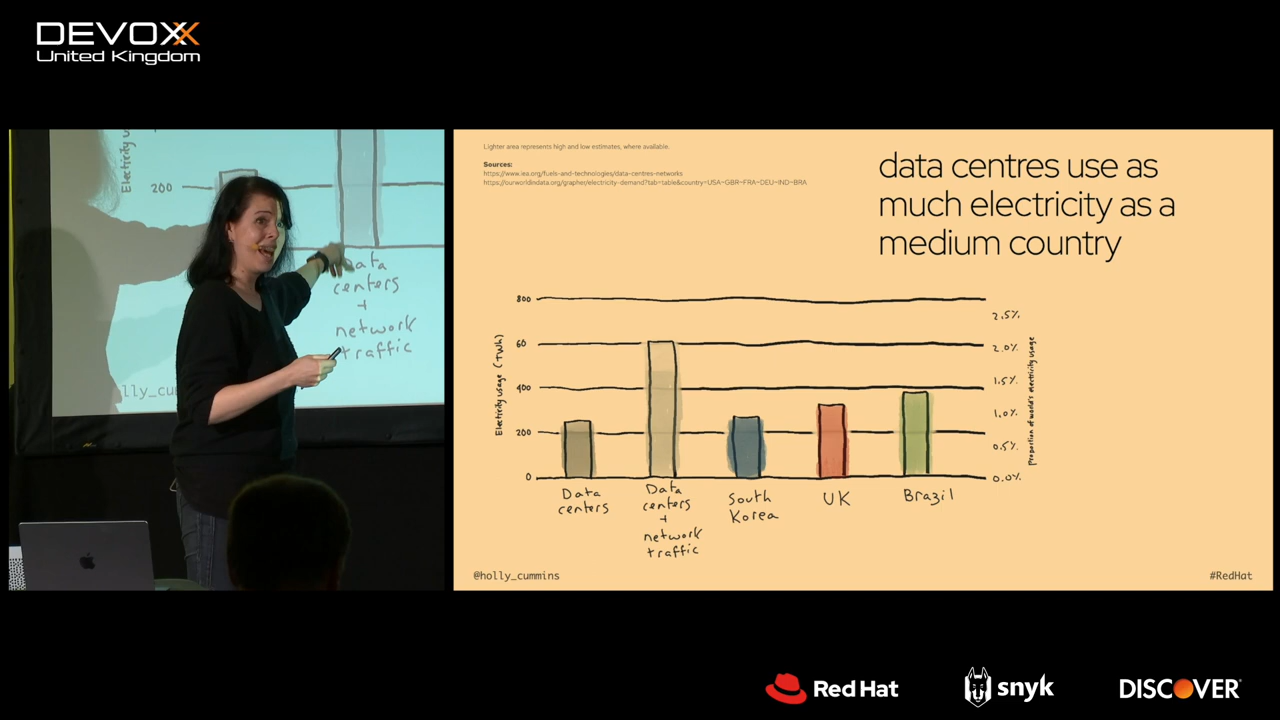 DEVOXX
United Kingdom
Electricity u
200
Data
centers
+
network
traffic
lly_cu
Lighter area represents high and low estimates, where available.
Sources:
https://www.iea.org/fuels-and-technologies/data-centres-networks
https://ourworldindata.org/grapher/electricity-demand?tab=table&country=USA~GBR~FRA~DEU~IND~BRA
data centres use as
much electricity as a
medium country
800
60
400
200
0
Electricity usage (TWh)
2.5%
2.0%
1.5%
1.0%
0.5%
0.0%
Proportion of world's electricity usage
Data
centers
Data
centers
+
network
traffic
South
Korea
UK
Brazil
@holly_cummins
#RedHat
Red Hat
snyk
DISCOVER